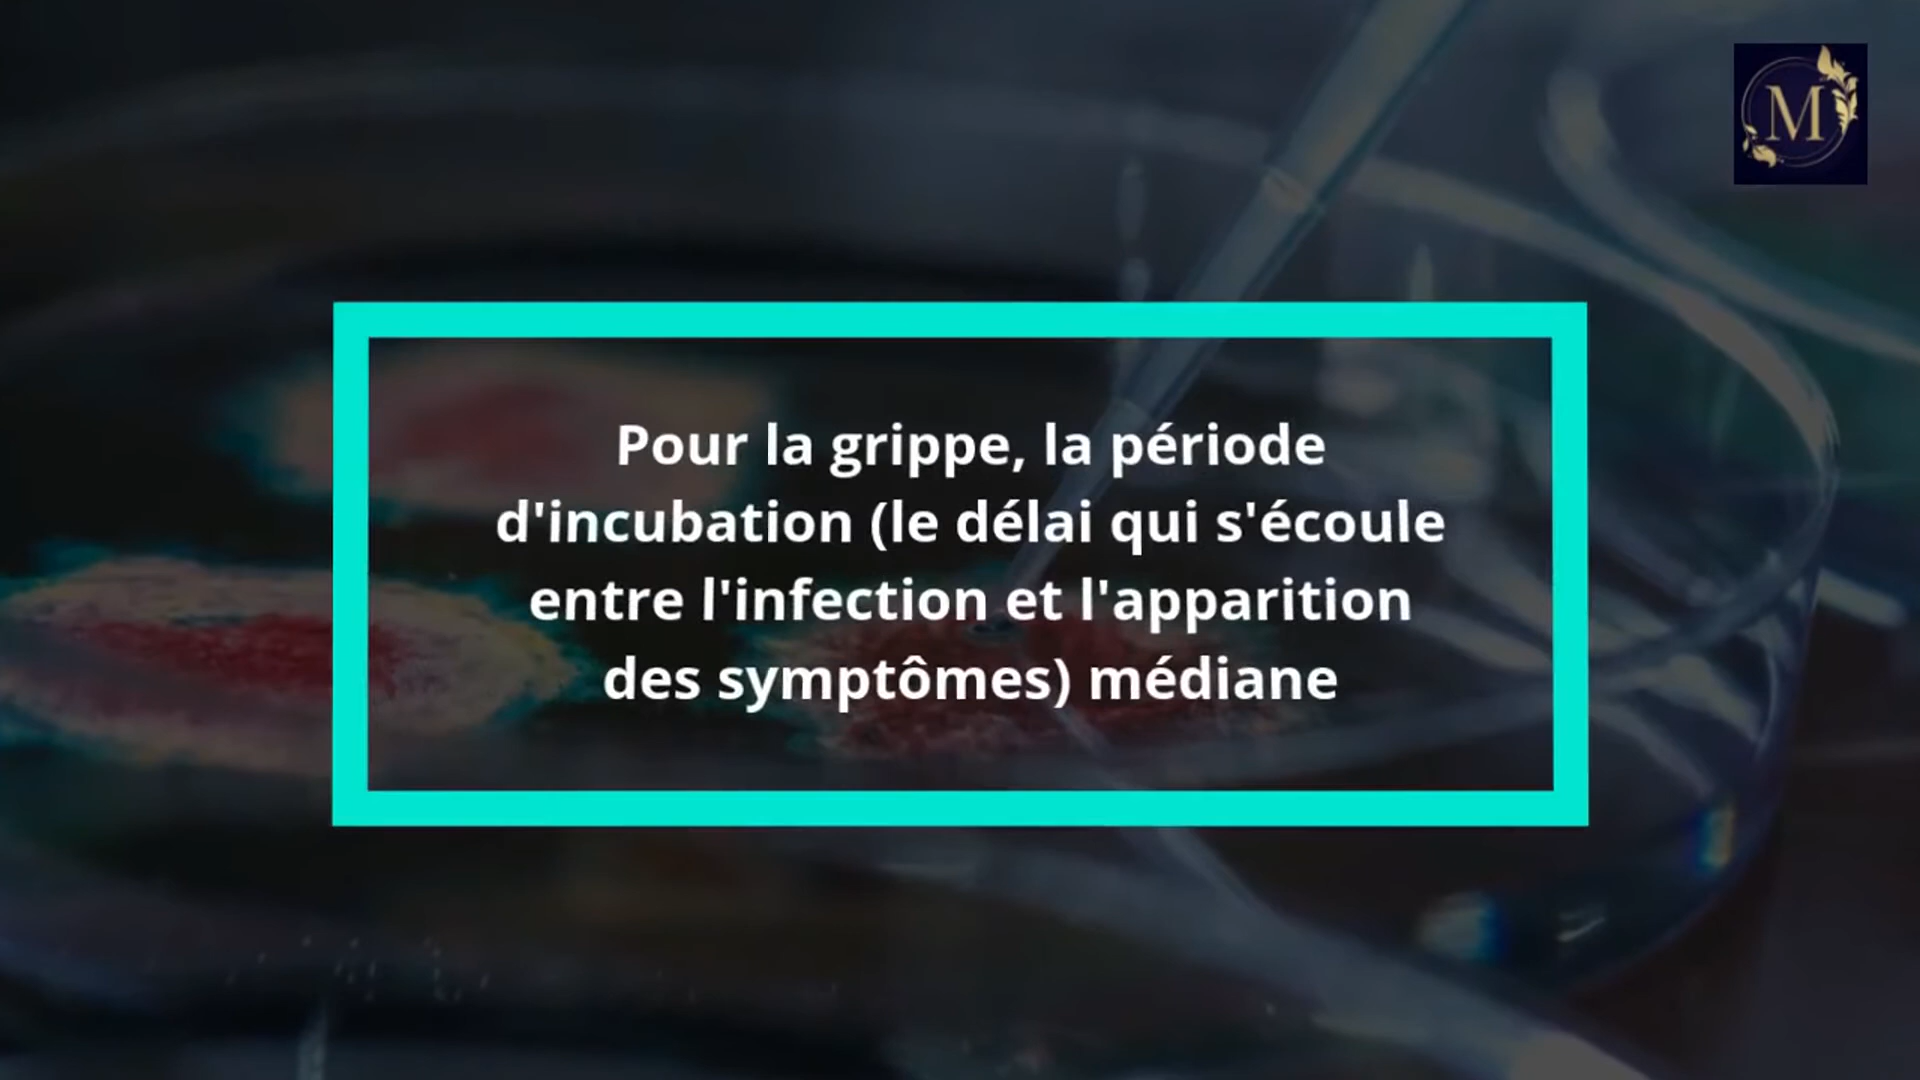 M
Pour la grippe, la période
d'incubation (le délai qui s'écoule
entre l'infection et l'apparition
des symptômes) médiane